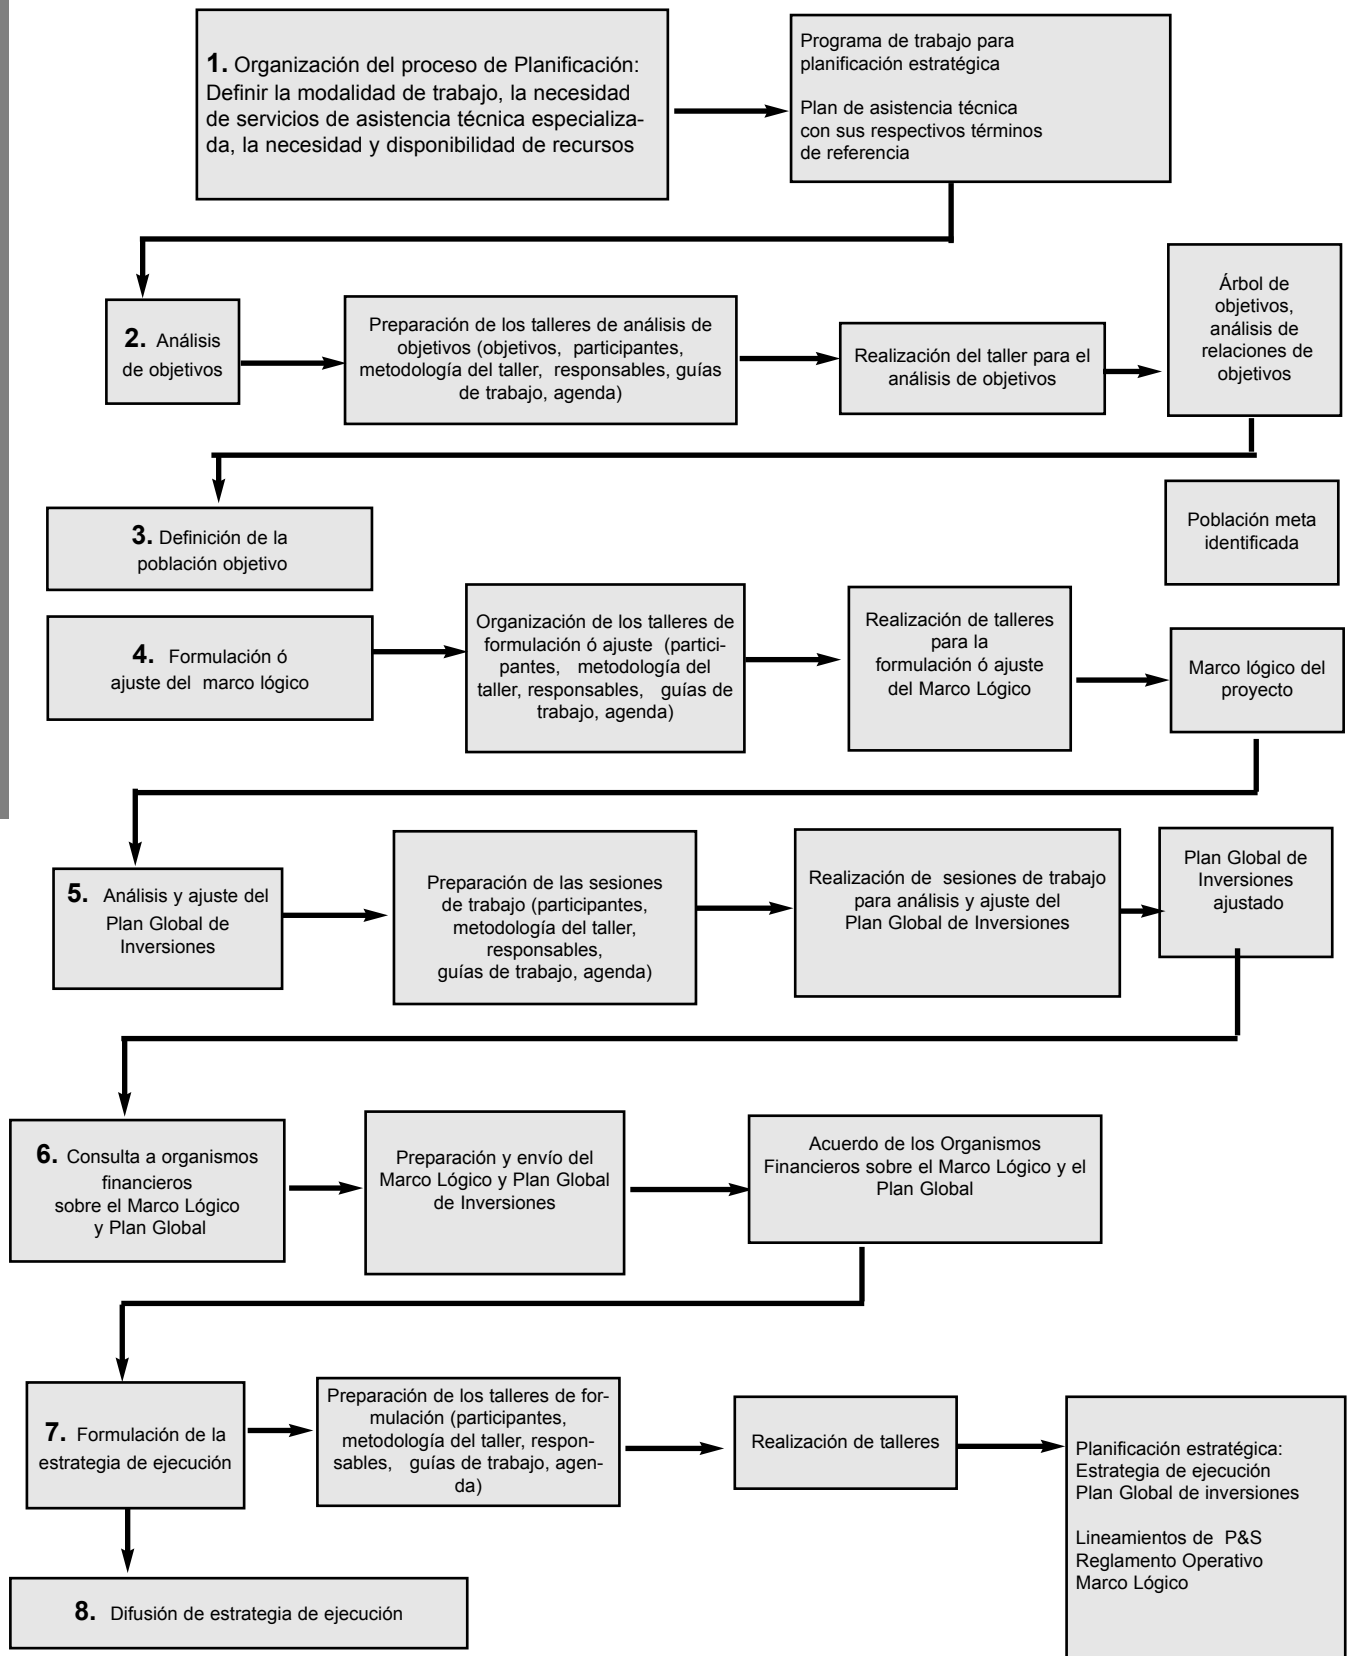 1. Organización del proceso de Planificación:
Definir la modalidad de trabajo, la necesidad
de servicios de asistencia técnica especializa-
da, la necesidad y disponibilidad de recursos
Programa de trabajo para
planificación estratégica
Plan de asistencia técnica
con sus respectivos términos
de referencia
2. Análisis
de objetivos
Preparación de los talleres de análisis de
objetivos (objetivos, participantes,
metodología del taller, responsables, guías
de trabajo, agenda)
Realización del taller para el
análisis de objetivos
Árbol de
objetivos,
análisis de
relaciones de
objetivos
3. Definición de la
población objetivo
Población meta
identificada
4. Formulación ó
ajuste del marco lógico
Organización de los talleres de
formulación ó ajuste (partici-
pantes, metodología del
taller, responsables, guías de
trabajo, agenda)
Realización de talleres
para la
formulación ó ajuste
del Marco Lógico
Marco lógico del
proyecto
5. Análisis y ajuste del
Plan Global de
Inversiones
Preparación de las sesiones
de trabajo (participantes,
metodología del taller,
responsables,
guías de trabajo, agenda)
Realización de sesiones de trabajo
para análisis y ajuste del
Plan Global de Inversiones
Plan Global de
Inversiones
ajustado
6. Consulta a organismos
financieros
sobre el Marco Lógico
y Plan Global
Preparación y envío del
Marco Lógico y Plan Global
de Inversiones
Acuerdo de los Organismos
Financieros sobre el Marco Lógico y el
Plan Global
7. Formulación de la
estrategia de ejecución
Preparación de los talleres de for-
mulación (participantes,
metodología del taller, respon-
sables, guías de trabajo, agen-
da)
Realización de talleres
Planificación estratégica:
Estrategia de ejecución
Plan Global de inversiones
Lineamientos de P&S
Reglamento Operativo
Marco Lógico
8. Difusión de estrategia de ejecución